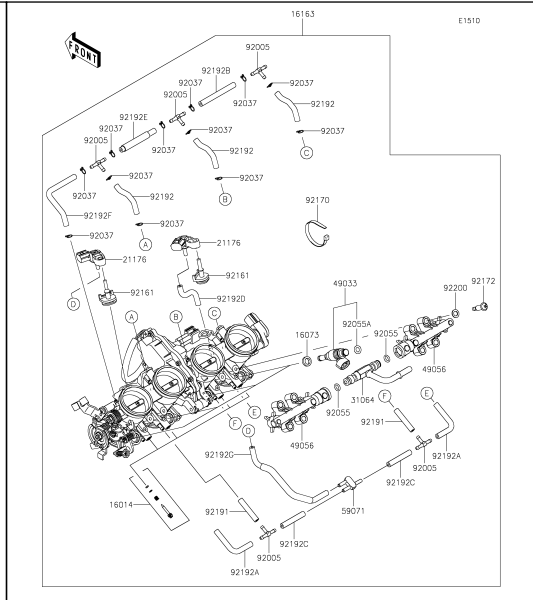 16163
E1510
FRONT
92005
92192B
92037
92037
92005
92037
92192
92192E
92037
92037
92037
92005
92037
92037
92192
C
92037
92037
92037
B
92192
92170
92192F
92037
92037
A
21176
21176
92161
49033
92172
D
92161
92192D
92200
A
B
C
16073
92055A
92055
49056
31064
92055
F
E
E
F
D
49056
92191
92192G
92192A
92005
92192C
16014
92191
59071
92192C
92005
92192A